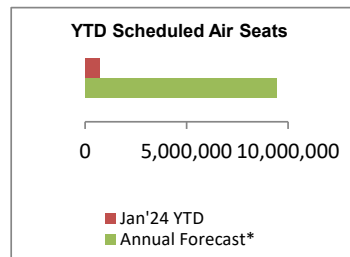 YTD Scheduled Air Seats
0 5,000,000 10,000,000
Jan'24 YTD
Annual Forecast*